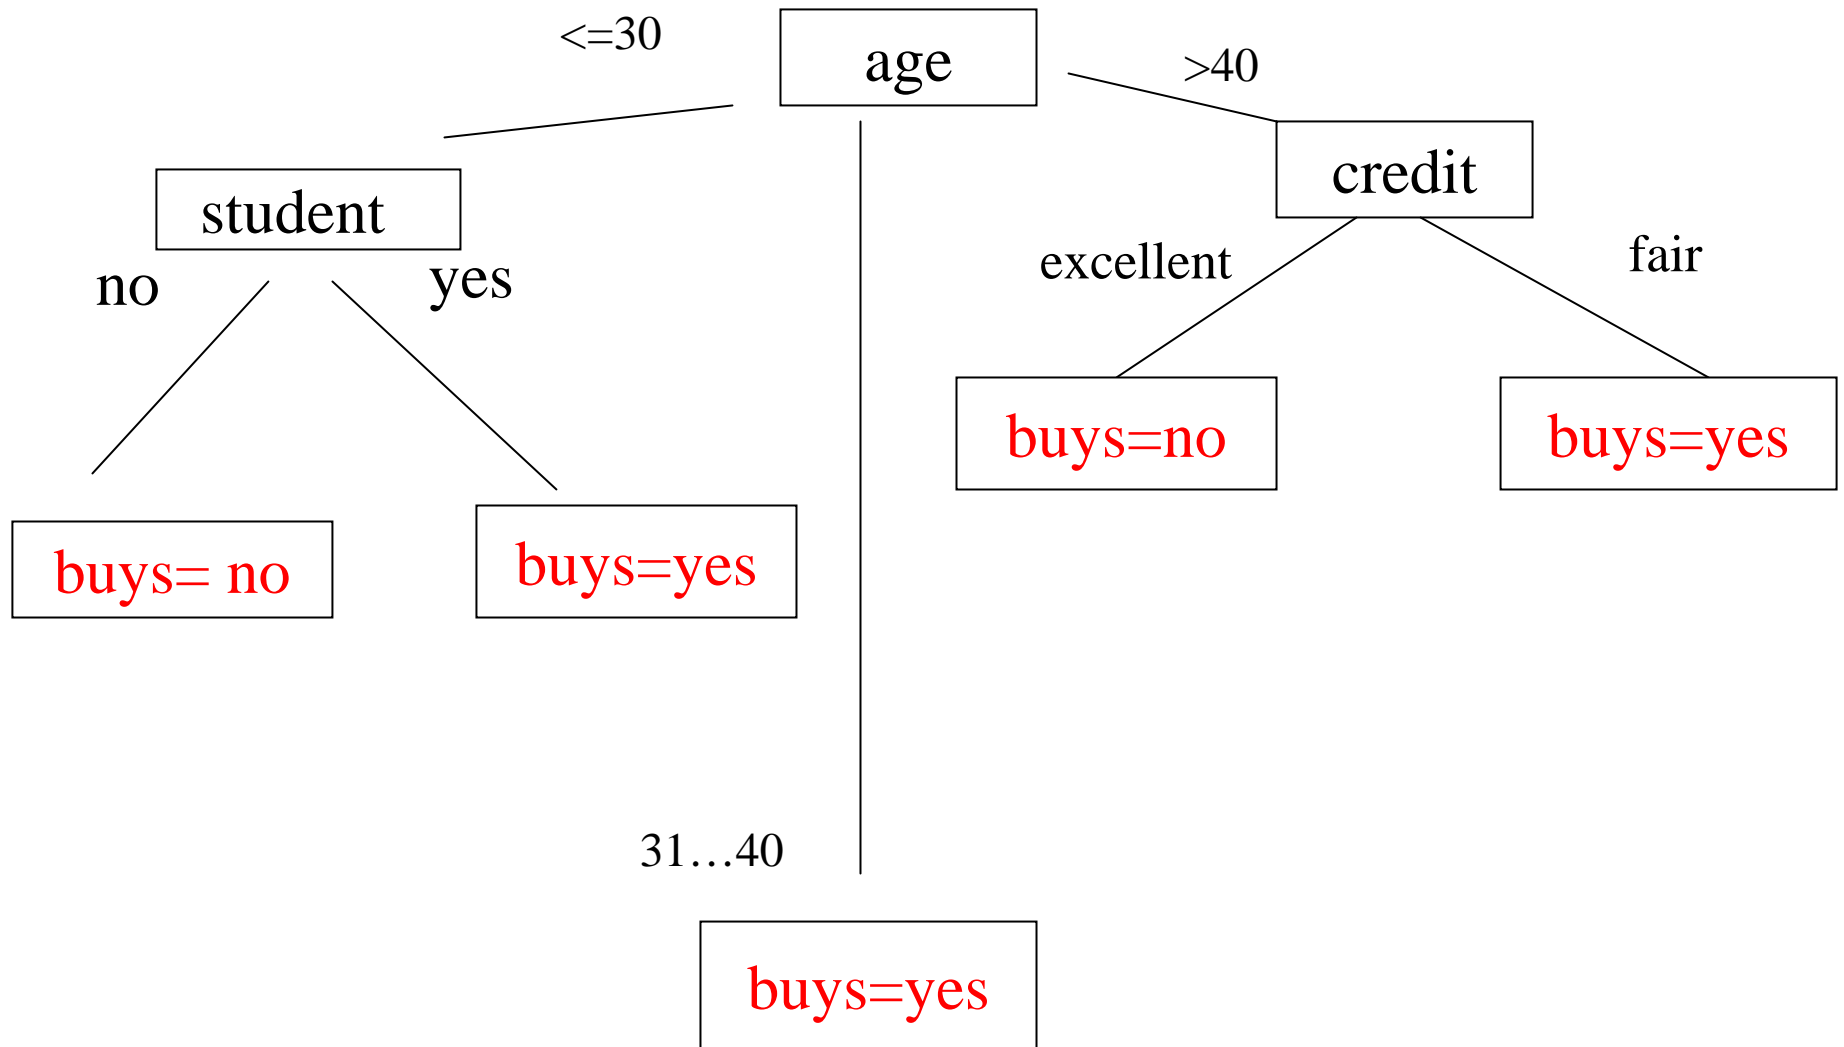 <=30
age
>40
credit
student
excellent
fair
no
yes
buys=no
buys=yes
buys= no
buys=yes
31…40
buys=yes